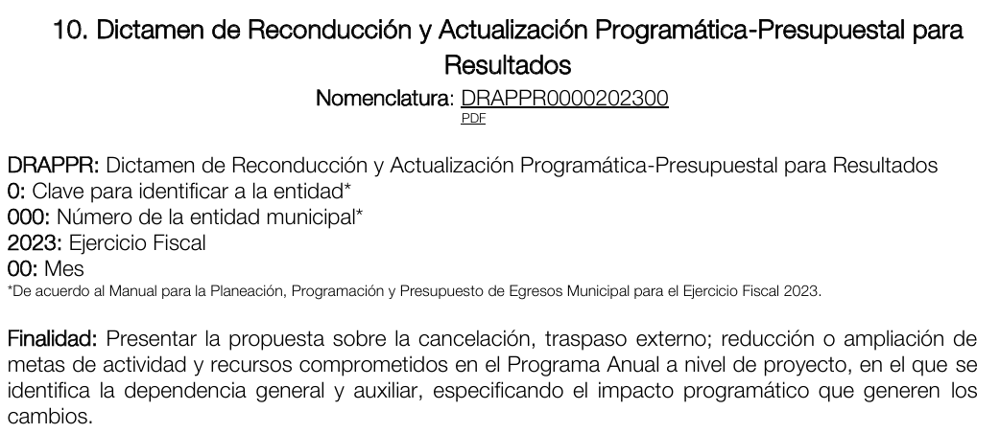 10. Dictamen de Reconducción y Actualización Programática-Presupuestal para
Resultados
Nomenclatura: DRAPPR0000202300
PDF
DRAPPR: Dictamen de Reconducción y Actualización Programática-Presupuestal para Resultados
0: Clave para identificar a la entidad*
000: Número de la entidad municipal*
2023: Ejercicio Fiscal
00: Mes
*De acuerdo al Manual para la Planeación, Programación y Presupuesto de Egresos Municipal para el Ejercicio Fiscal 2023.
Finalidad: Presentar la propuesta sobre la cancelación, traspaso externo; reducción o ampliación de
metas de actividad y recursos comprometidos en el Programa Anual a nivel de proyecto, en el que se
identifica la dependencia general y auxiliar, especificando el impacto programático que generen los
cambios.